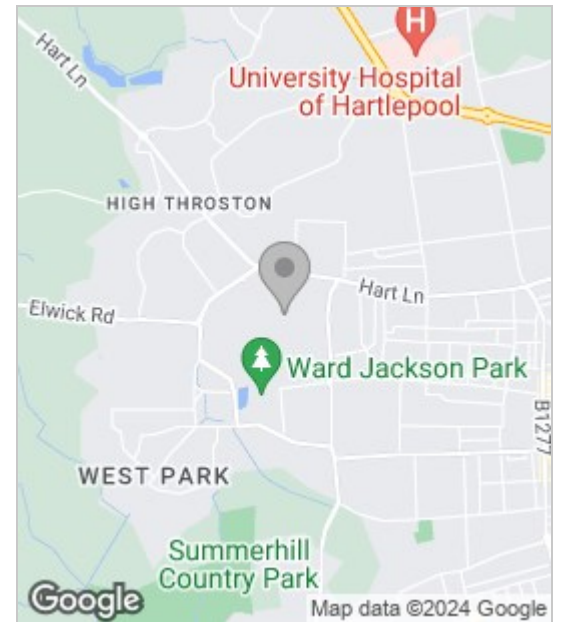 Hart Ln
H
University Hospital
of Hartlepool
HIGH THROSTON
Hart Ln
Elwick Rd
Ward Jackson Park
B1277
WEST PARK
Summerhill
Country Park
Google
Map data ©2024 Google